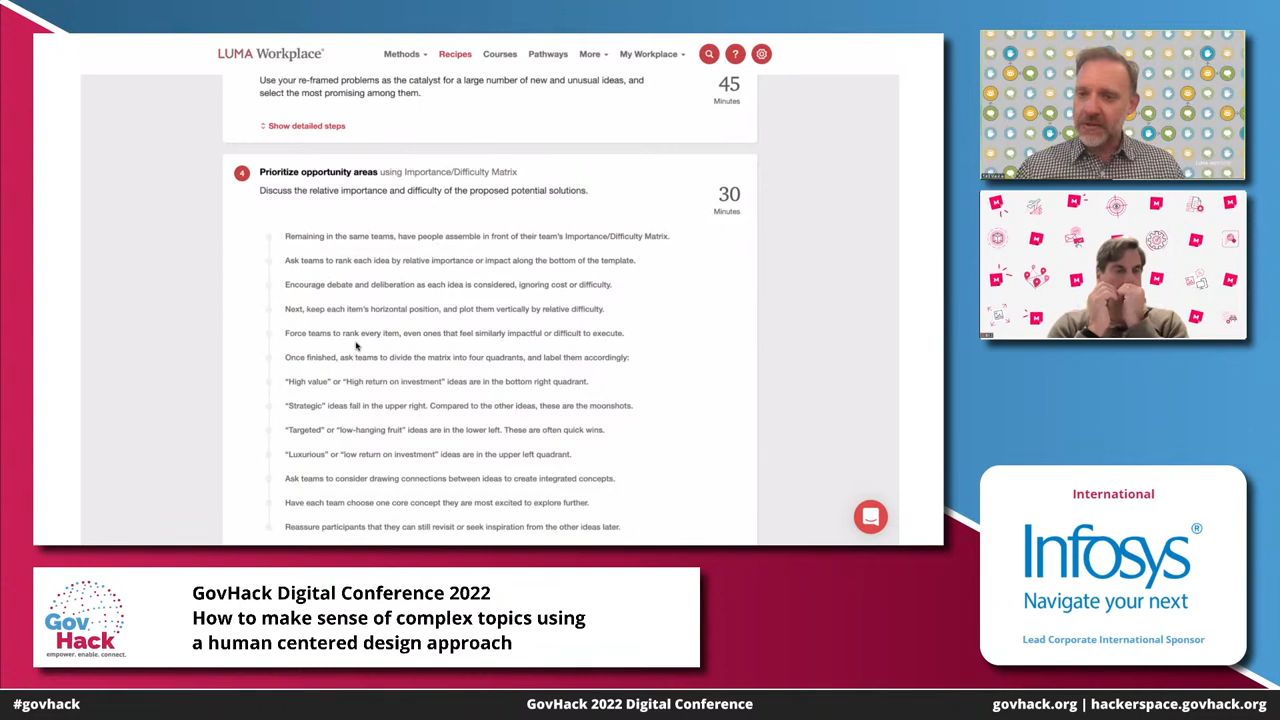 LUMA Workplace®
Methods
Recipes
Courses
Pathways
More
My Workplace
Use your re-framed problems as the catalyst for a large number of new and unusual ideas, and
select the most promising among them.
45
Minutes
Show detailed steps
4
Prioritize opportunity areas using Importance/Difficulty Matrix
Discuss the relative importance and difficulty of the proposed potential solutions.
30
Minutes
Remaining in the same teams, have people assemble in front of their team's Importance/Difficulty Matrix.
Ask teams to rank each idea by relative importance or impact along the bottom of the template.
Encourage debate and deliberation as each idea is considered, ignoring cost or difficulty.
Next, keep each item's horizontal position, and plot them vertically by relative difficulty.
Force teams to rank every item, even ones that feel similarly impactful or difficult to execute.
Once finished, ask teams to divide the matrix into four quadrants, and label them accordingly:
"High value" or "High return on investment" ideas are in the bottom right quadrant.
"Strategic" ideas fall in the upper right. Compared to the other ideas, these are the moonshots.
"Targeted" or "low-hanging fruit" ideas are in the lower left. These are often quick wins.
"Luxurious" or "low return on investment" ideas are in the upper left quadrant.
Ask teams to consider drawing connections between ideas to create integrated concepts.
Have each team choose one core concept they are most excited to explore further.
Reassure participants that they can still revisit or seek inspiration from the other ideas later.
International
Infosys®
Navigate your next
Lead Corporate International Sponsor
Gov
Hack
empower. enable. connect.
GovHack Digital Conference 2022
How to make sense of complex topics using
a human centered design approach
#govhack
GovHack 2022 Digital Conference
govhack.org | hackerspace.govhack.org